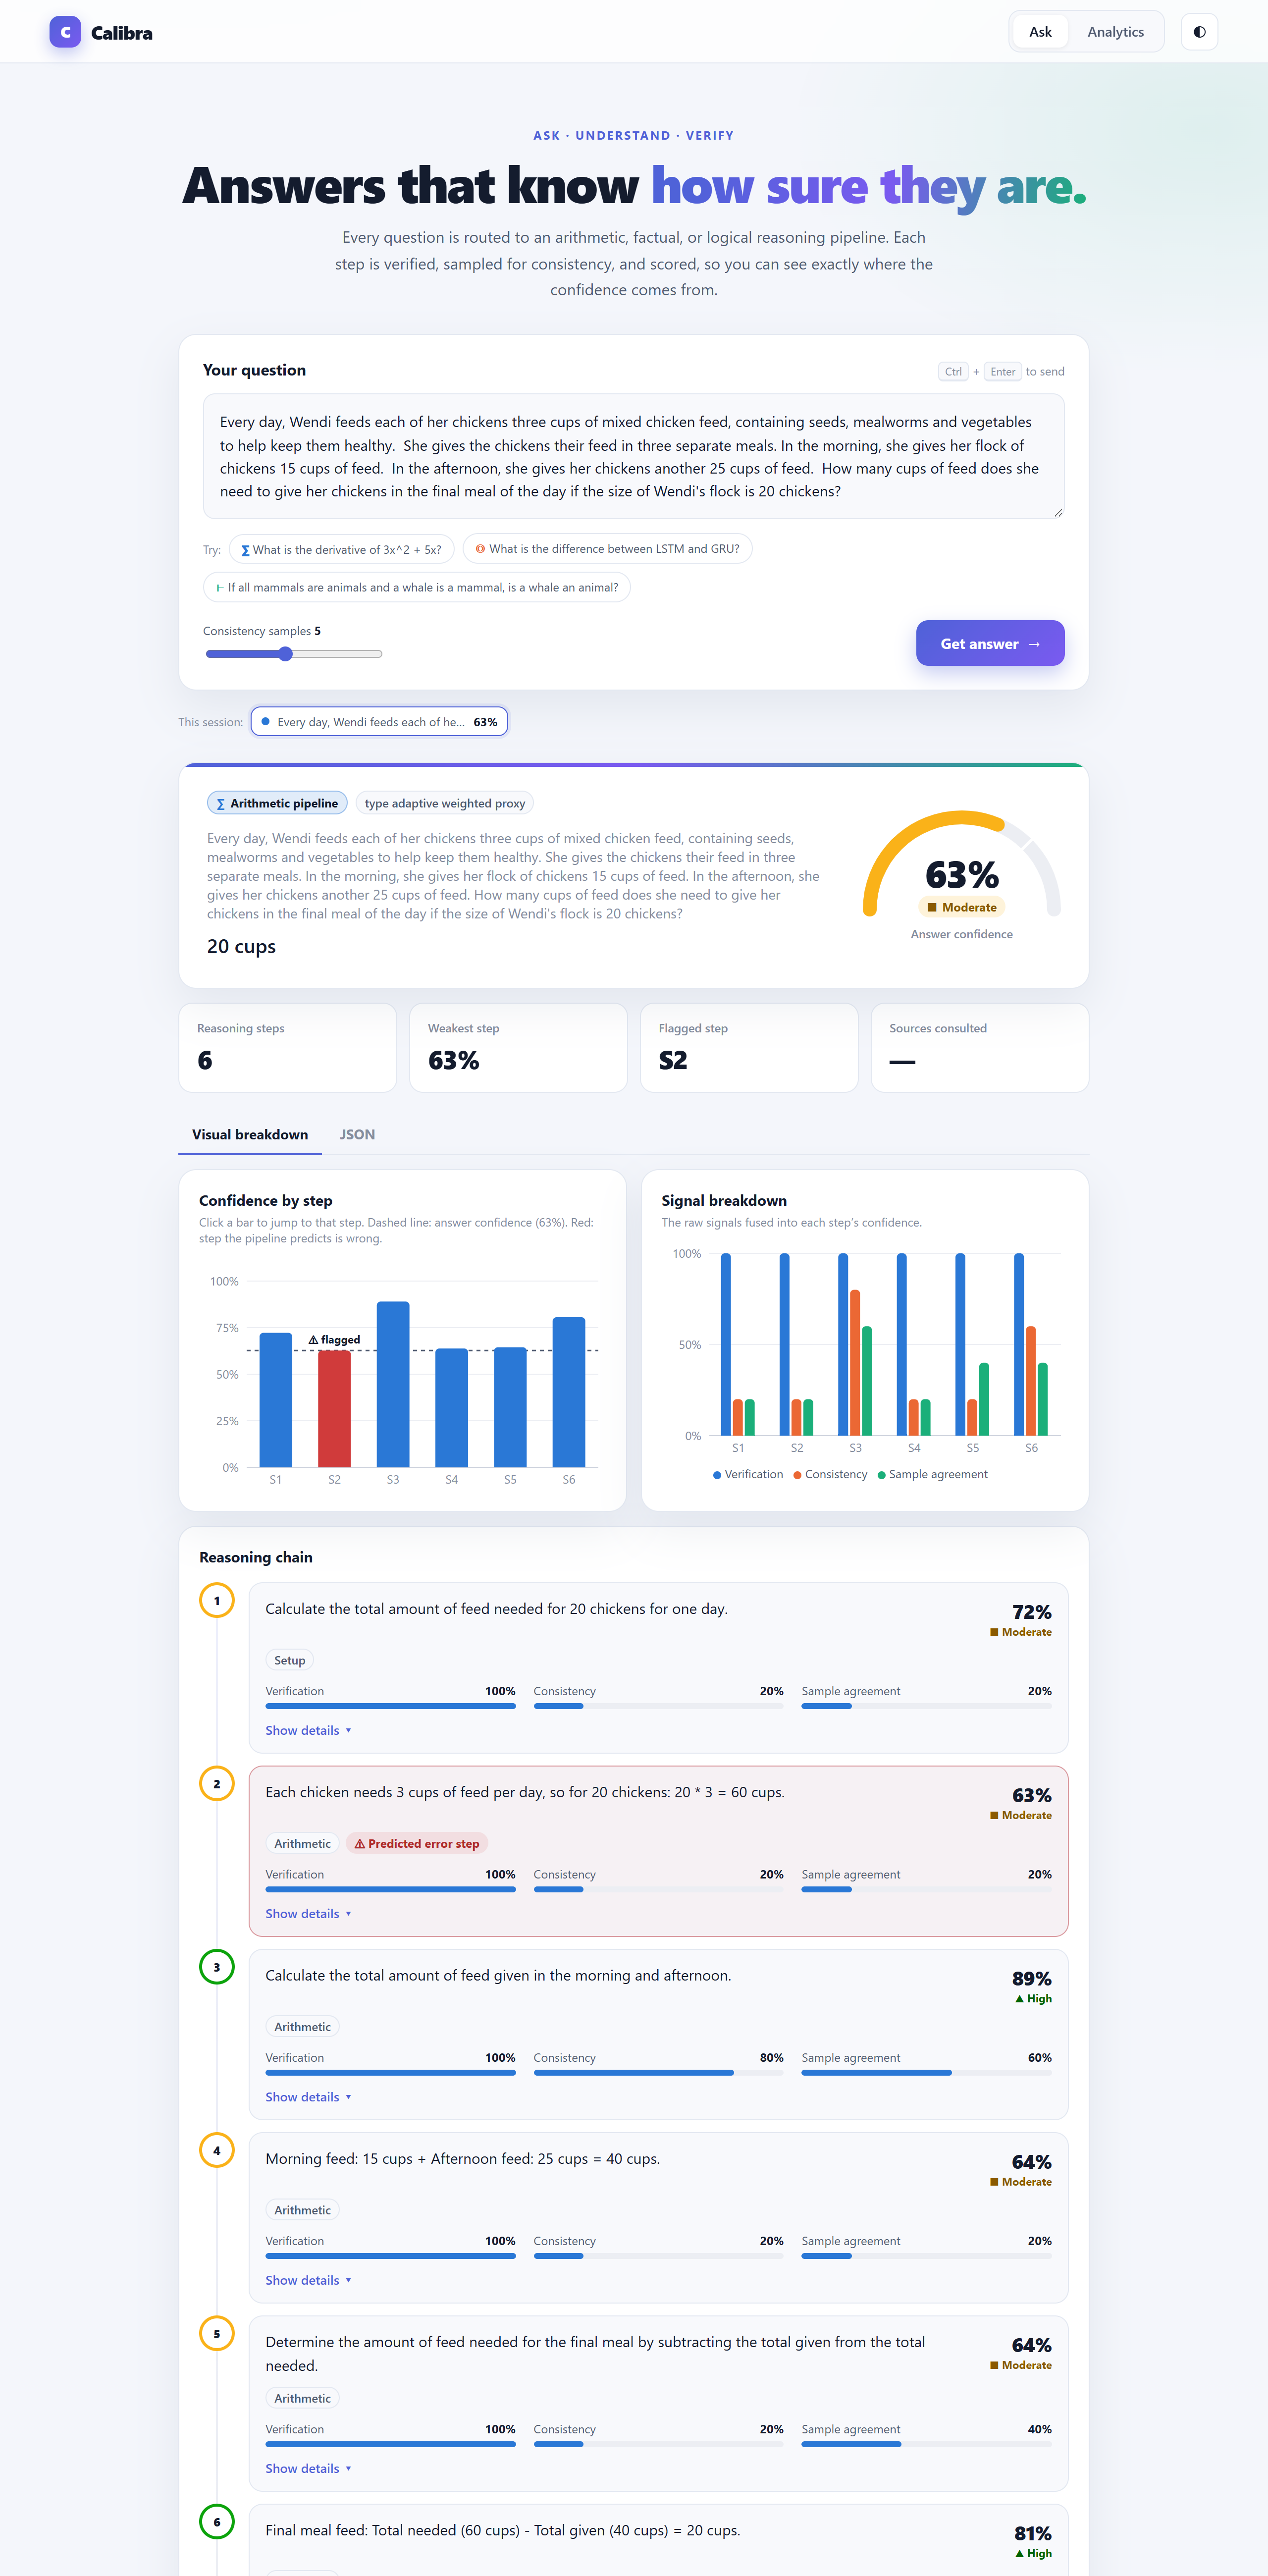 C Calibra
Ask Analytics
ASK · UNDERSTAND · VERIFY
Answers that know how sure they are.
Every question is routed to an arithmetic, factual, or logical reasoning pipeline. Each
step is verified, sampled for consistency, and scored, so you can see exactly where the
confidence comes from.
Your question
Ctrl + Enter to send
Every day, Wendi feeds each of her chickens three cups of mixed chicken feed, containing seeds, mealworms and vegetables
to help keep them healthy.  She gives the chickens their feed in three separate meals. In the morning, she gives her flock of
chickens 15 cups of feed.  In the afternoon, she gives her chickens another 25 cups of feed.  How many cups of feed does she
need to give her chickens in the final meal of the day if the size of Wendi's flock is 20 chickens?
Try: ∑ What is the derivative of 3x^2 + 5x? What is the difference between LSTM and GRU?
⊢ If all mammals are animals and a whale is a mammal, is a whale an animal?
Consistency samples 5
Get answer →
This session: Every day, Wendi feeds each of he... 63%
∑ Arithmetic pipeline type adaptive weighted proxy
Every day, Wendi feeds each of her chickens three cups of mixed chicken feed, containing seeds,
mealworms and vegetables to help keep them healthy. She gives the chickens their feed in three
separate meals. In the morning, she gives her flock of chickens 15 cups of feed. In the afternoon, she
gives her chickens another 25 cups of feed. How many cups of feed does she need to give her
chickens in the final meal of the day if the size of Wendi's flock is 20 chickens?
20 cups
63%
■ Moderate
Answer confidence
Reasoning steps
6
Weakest step
63%
Flagged step
S2
Sources consulted
—
Visual breakdown JSON
Confidence by step
Click a bar to jump to that step. Dashed line: answer confidence (63%). Red:
step the pipeline predicts is wrong.
100%
75%
50%
25%
0%
⚠ flagged
S1 S2 S3 S4 S5 S6
Signal breakdown
The raw signals fused into each step's confidence.
100%
50%
0%
S1 S2 S3 S4 S5 S6
Verification Consistency Sample agreement
Reasoning chain
1
Calculate the total amount of feed needed for 20 chickens for one day.
72%
■ Moderate
Setup
Verification 100% Consistency 20% Sample agreement 20%
Show details ▼
2
Each chicken needs 3 cups of feed per day, so for 20 chickens: 20 * 3 = 60 cups.
63%
■ Moderate
Arithmetic ⚠ Predicted error step
Verification 100% Consistency 20% Sample agreement 20%
Show details ▼
3
Calculate the total amount of feed given in the morning and afternoon.
89%
▲ High
Arithmetic
Verification 100% Consistency 80% Sample agreement 60%
Show details ▼
4
Morning feed: 15 cups + Afternoon feed: 25 cups = 40 cups.
64%
■ Moderate
Arithmetic
Verification 100% Consistency 20% Sample agreement 20%
Show details ▼
5
Determine the amount of feed needed for the final meal by subtracting the total given from the total
needed.
64%
■ Moderate
Arithmetic
Verification 100% Consistency 20% Sample agreement 40%
Show details ▼
6
Final meal feed: Total needed (60 cups) - Total given (40 cups) = 20 cups.
81%
▲ High